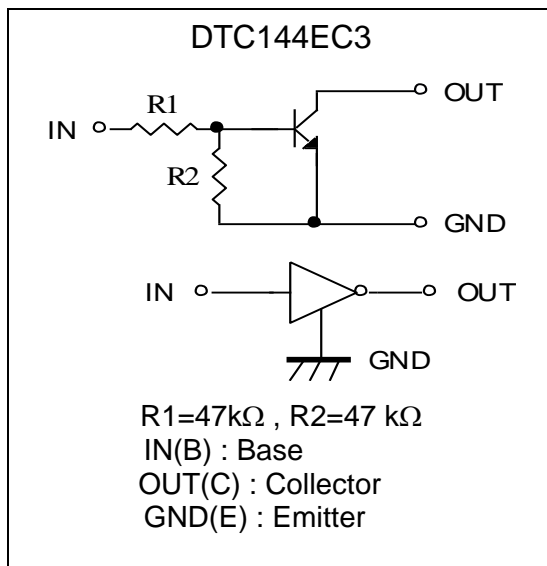 DTC144EC3
OUT
R1
IN
R2
GND
IN OUT
GND
R1=47kΩ , R2=47 kΩ
IN(B) : Base
OUT(C) : Collector
GND(E) : Emitter